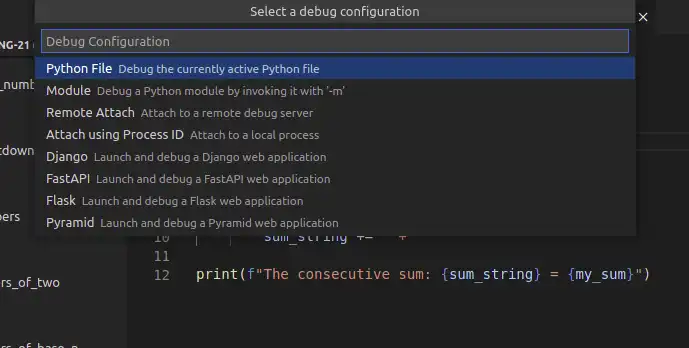 Select a debug configuration
NG-21
Debug Configuration
Python File Debug the currently active Python file
_numb
Module Debug a Python module by invoking it with '-m'
Remote Attach Attach to a remote debug server
Attach using Process ID Attach to a local process
tdown
Django Launch and debug a Django web application
FastAPI Launch and debug a FastAPI web application
Flask Launch and debug a Flask web application
bers
Pyramid Launch and debug a Pyramid web application
10 sum_string += " +
11
12 print(f"The consecutive sum: {sum_string} = {my_sum}")
rs_of_two
rs_of_base_n